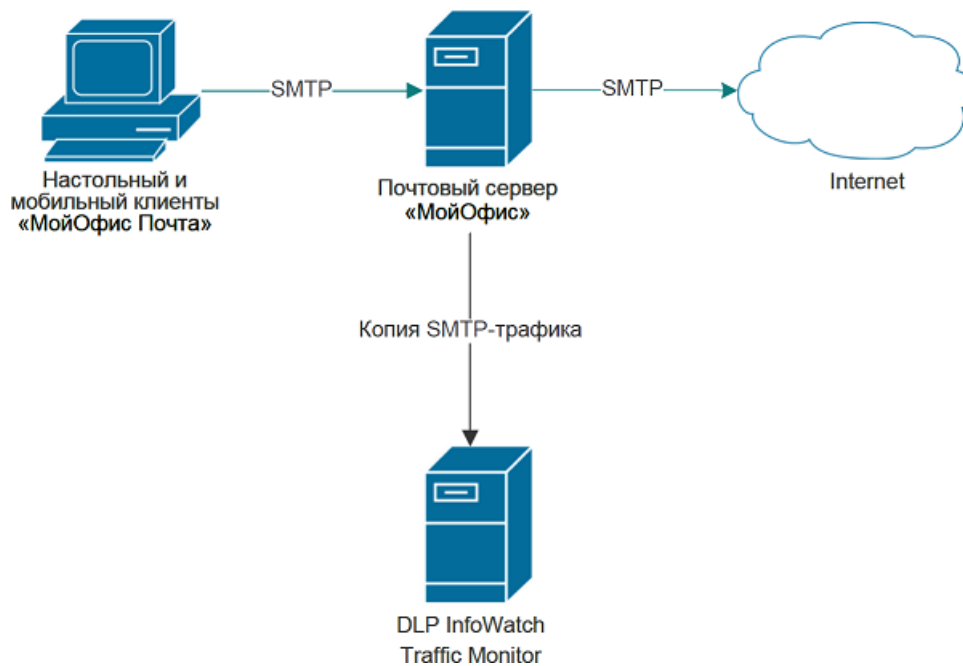 SMTP
SMTP
Настольный и
мобильный клиенты
«МойОфис Почта»
Почтовый сервер
«МойОфис»
Internet
Копия SMTP-трафика
DLP InfoWatch
Traffic Monitor